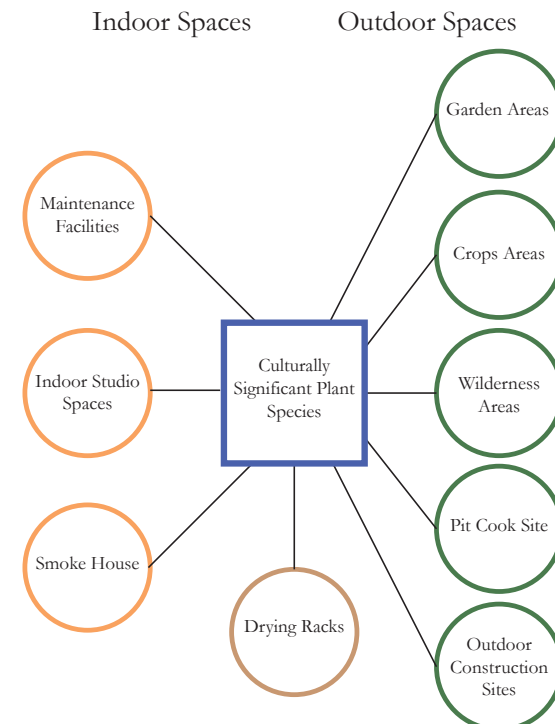 Indoor Spaces
Outdoor Spaces
Garden Areas
Maintenance
Facilities
Crops Areas
Culturally
Significant Plant
Species
Indoor Studio
Spaces
Wilderness
Areas
Pit Cook Site
Smoke House
Drying Racks
Outdoor
Construction
Sites